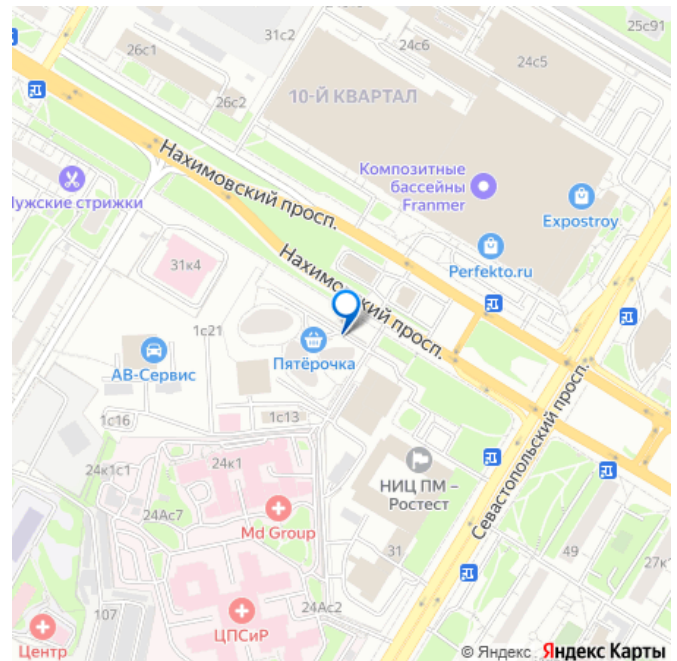 25с91
31с2
26с1
24с6
24с5
26с2
10-Й КВАРТАЛ
Нахимовский просп.
Композитные
бассейны
Franmer
Мужские стрижки
Expostroy
Perfekto.ru
31к4
Нахимовский просп.
1с21
Пятёрочка
АВ-Сервис
Севастопольский просп.
1с16
1с13
24к1с1
24к1
24Ас7
Md Group
НИЦ ПМ –
Ростест
31
49
27к1
107
24Ас2
ЦПСиР
Центр
© Яндекс Яндекс Карты